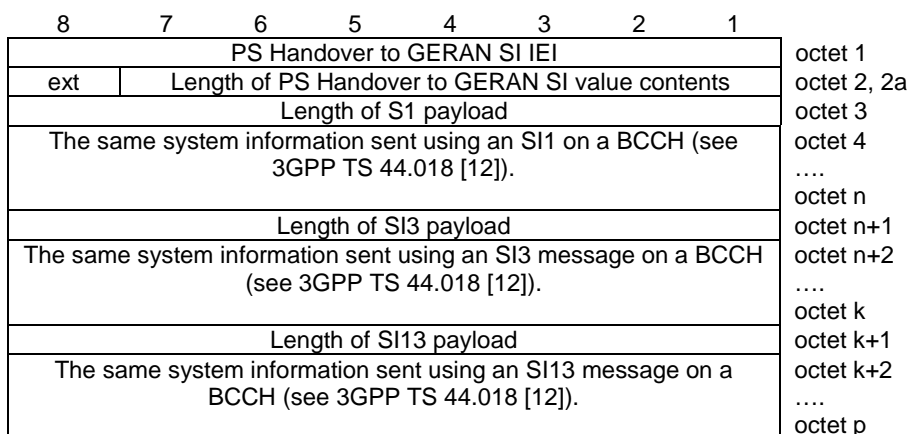 8 7 6 5 4 3 2 1
PS Handover to GERAN SI IEI octet 1
ext Length of PS Handover to GERAN SI value contents octet 2, 2a
Length of S1 payload octet 3
The same system information sent using an SI1 on a BCCH (see octet 4
3GPP TS 44.018 [12]). ….
octet n
Length of SI3 payload octet n+1
The same system information sent using an SI3 message on a BCCH octet n+2
(see 3GPP TS 44.018 [12]). ….
octet k
Length of SI13 payload octet k+1
The same system information sent using an SI13 message on a octet k+2
BCCH (see 3GPP TS 44.018 [12]). ….
octet p